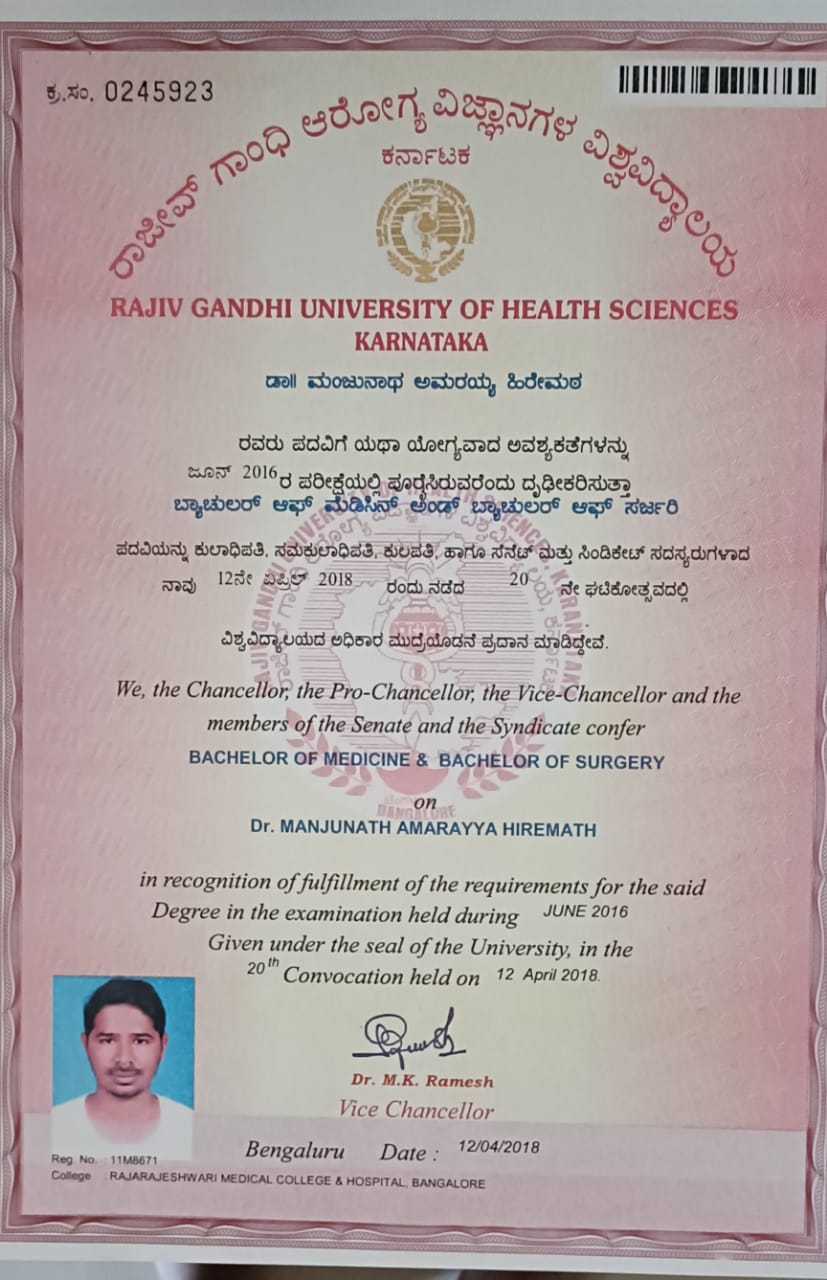 ಕ್ರ.ಸಂ. 0245923
ರಾಜೀವ್ ಗಾಂಧಿ ಆರೋಗ್ಯ ವಿಜ್ಞಾನಗಳ ವಿಶ್ವವಿದ್ಯಾಲಯ
ಕರ್ನಾಟಕ
RAJIV GANDHI UNIVERSITY OF HEALTH SCIENCES
KARNATAKA
ಡಾ|| ಮಂಜುನಾಥ ಅಮರಯ್ಯ ಹಿರೇಮಠ
ರವರು ಪದವಿಗೆ ಯಥಾ ಯೋಗ್ಯವಾದ ಅವಶ್ಯಕತೆಗಳನ್ನು
ಜೂನ್ 2016 ರ ಪರೀಕ್ಷೆಯಲ್ಲಿ ಪೂರೈಸಿರುವರೆಂದು ದೃಢೀಕರಿಸುತ್ತಾ
ಬ್ಯಾಚುಲರ್ ಆಫ್ ಮೆಡಿಸಿನ್ ಅಂಡ್ ಬ್ಯಾಚುಲರ್ ಆಫ್ ಸರ್ಜರಿ
ಪದವಿಯನ್ನು ಕುಲಾಧಿಪತಿ, ಸಮಕುಲಾಧಿಪತಿ, ಕುಲಪತಿ, ಹಾಗೂ ಸೆನೆಟ್ ಮತ್ತು ಸಿಂಡಿಕೇಟ್ ಸದಸ್ಯರುಗಳಾದ
ನಾವು 12ನೇ ಏಪ್ರಿಲ್ 2018 ರಂದು ನಡೆದ 20 ನೇ ಘಟಿಕೋತ್ಸವದಲ್ಲಿ
ವಿಶ್ವವಿದ್ಯಾಲಯದ ಅಧಿಕಾರ ಮುದ್ರೆಯೊಡನೆ ಪ್ರದಾನ ಮಾಡಿದ್ದೇವೆ.
We, the Chancellor, the Pro-Chancellor, the Vice-Chancellor and the
members of the Senate and the Syndicate confer
BACHELOR OF MEDICINE & BACHELOR OF SURGERY
on
Dr. MANJUNATH AMARAYYA HIREMATH
in recognition of fulfillment of the requirements for the said
Degree in the examination held during JUNE 2016
Given under the seal of the University, in the
20th Convocation held on 12 April 2018.
Dr. M.K. Ramesh
Vice Chancellor
Bengaluru Date : 12/04/2018
Reg. No. : 11M8671
College : RAJARAJESHWARI MEDICAL COLLEGE & HOSPITAL, BANGALORE